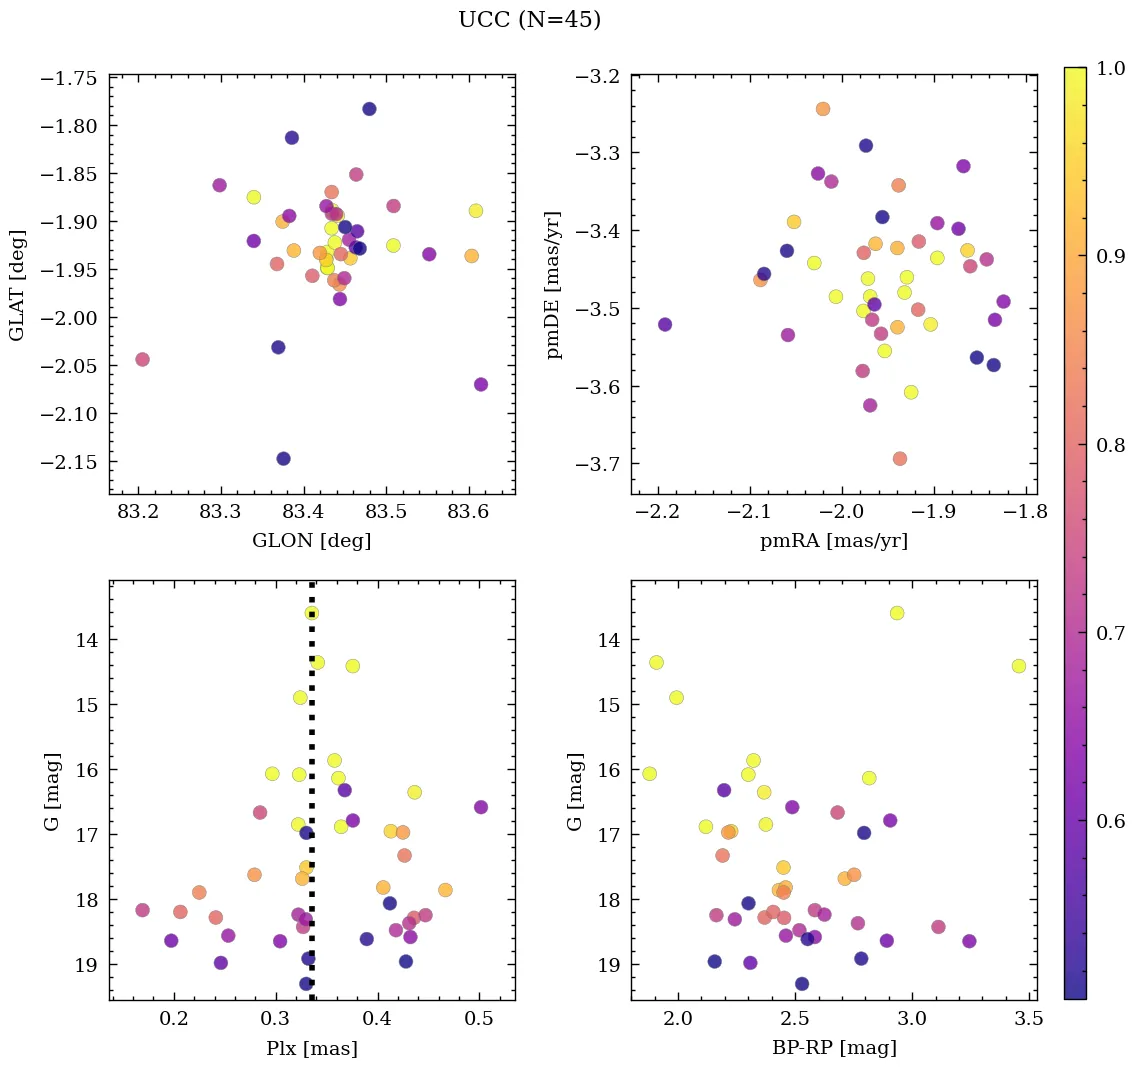 UCC (N=45)
−1.75
−1.80
−1.85
−1.90
−1.95
−2.00
−2.05
−2.10
−2.15
GLAT [deg]
83.2 83.3 83.4 83.5 83.6
GLON [deg]
−3.2
−3.3
−3.4
−3.5
−3.6
−3.7
pmDE [mas/yr]
−2.2 −2.1 −2.0 −1.9 −1.8
pmRA [mas/yr]
14
15
16
17
18
19
G [mag]
0.2 0.3 0.4 0.5
Plx [mas]
14
15
16
17
18
19
G [mag]
2.0 2.5 3.0 3.5
BP-RP [mag]
1.0
0.9
0.8
0.7
0.6